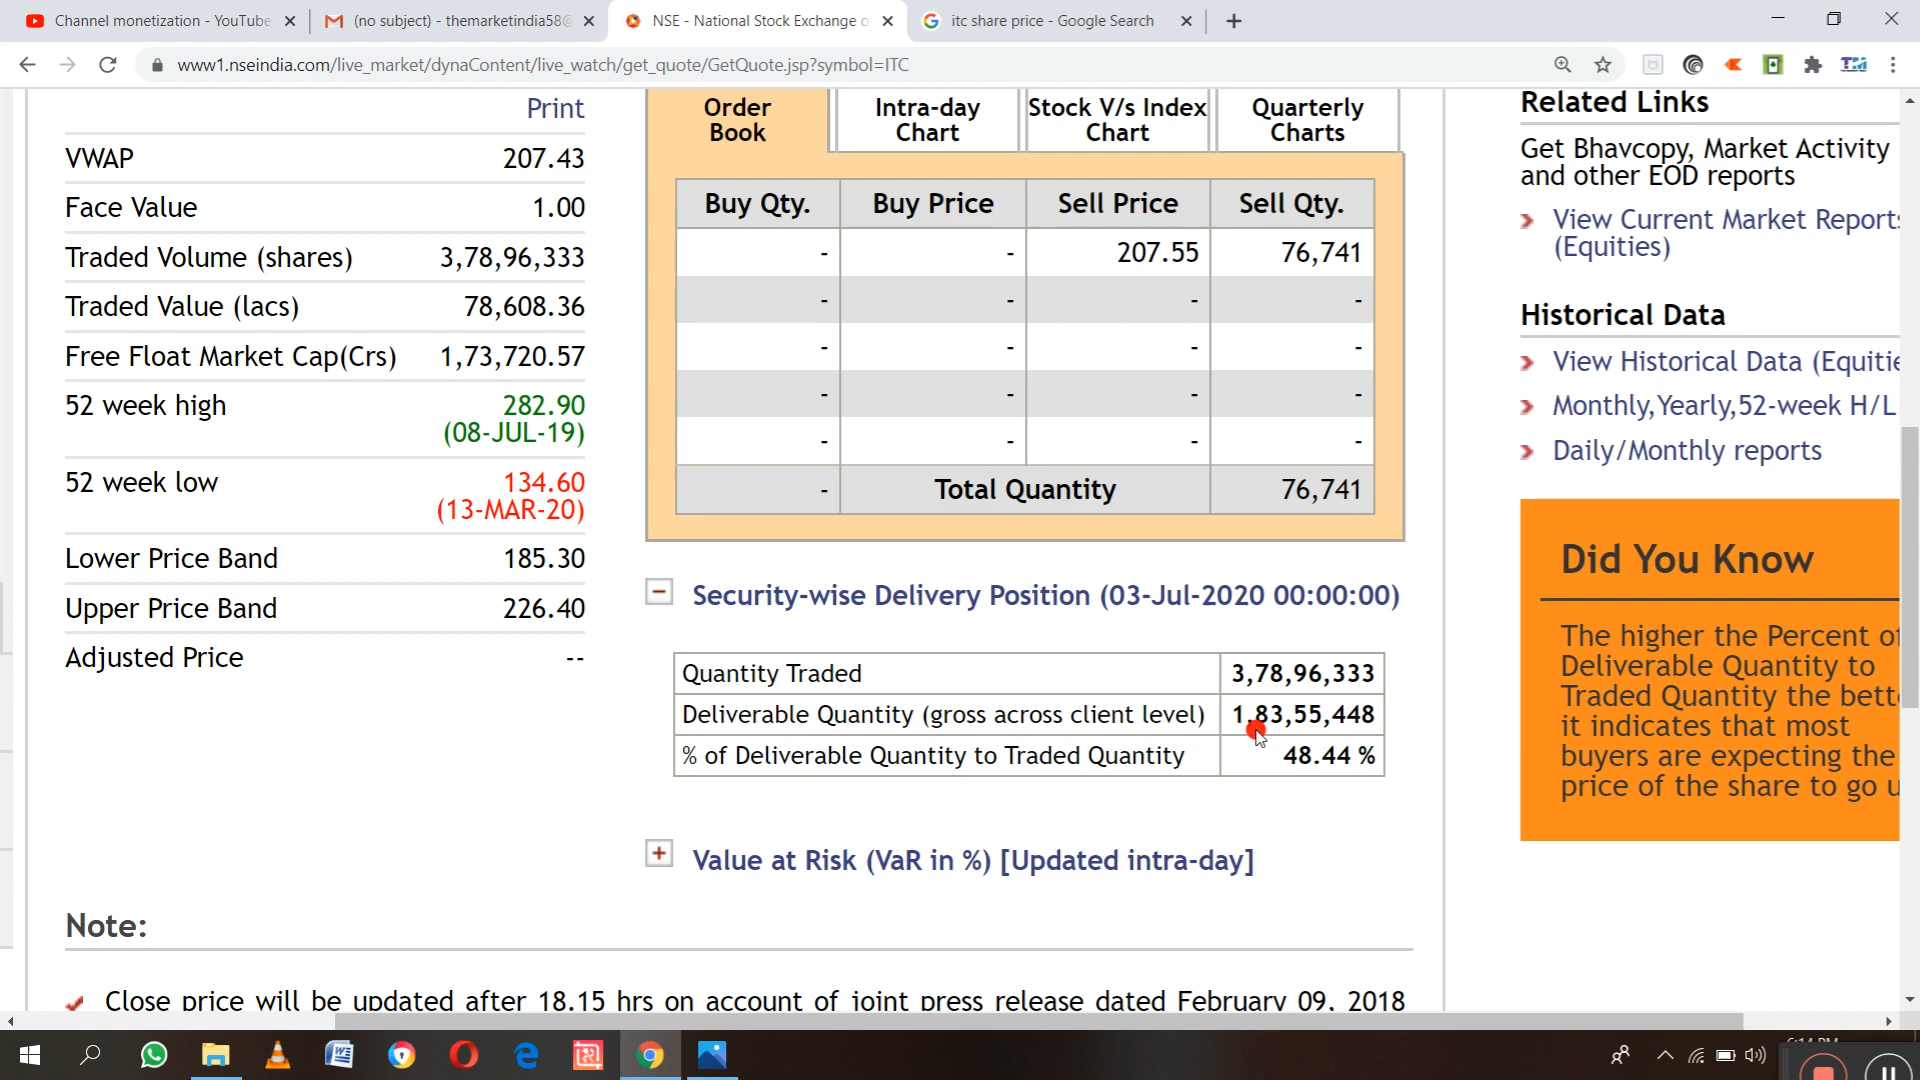 Channel monetization - YouTube
(no subject) - themarketindia58@
NSE - National Stock Exchange o
itc share price - Google Search
www1.nseindia.com/live_market/dynaContent/live_watch/get_quote/GetQuote.jsp?symbol=ITC
Print
VWAP 207.43
Face Value 1.00
Traded Volume (shares) 3,78,96,333
Traded Value (lacs) 78,608.36
Free Float Market Cap(Crs) 1,73,720.57
52 week high 282.90
(08-JUL-19)
52 week low 134.60
(13-MAR-20)
Lower Price Band 185.30
Upper Price Band 226.40
Adjusted Price --
Order Book
Intra-day Chart
Stock V/s Index Chart
Quarterly Charts
Buy Qty. Buy Price Sell Price Sell Qty.
- - 207.55 76,741
- - - -
- - - -
- - - -
- - - -
- Total Quantity 76,741
Security-wise Delivery Position (03-Jul-2020 00:00:00)
Quantity Traded 3,78,96,333
Deliverable Quantity (gross across client level) 1,83,55,448
% of Deliverable Quantity to Traded Quantity 48.44 %
Value at Risk (VaR in %) [Updated intra-day]
Note:
Close price will be updated after 18.15 hrs on account of joint press release dated February 09, 2018
Related Links
Get Bhavcopy, Market Activity
and other EOD reports
View Current Market Reports
(Equities)
Historical Data
View Historical Data (Equitie
Monthly,Yearly,52-week H/L
Daily/Monthly reports
Did You Know
The higher the Percent of
Deliverable Quantity to
Traded Quantity the bette
it indicates that most
buyers are expecting the
price of the share to go u